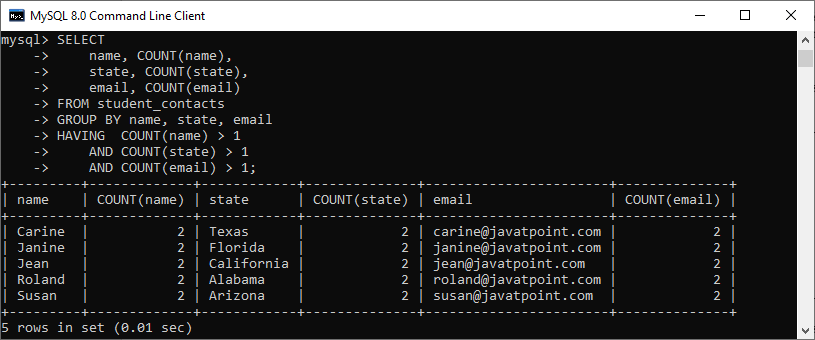 MySQL 8.0 Command Line Client
mysql> SELECT
    ->     name, COUNT(name),
    ->     state, COUNT(state),
    ->     email, COUNT(email)
    -> FROM student_contacts
    -> GROUP BY name, state, email
    -> HAVING  COUNT(name) > 1
    ->     AND COUNT(state) > 1
    ->     AND COUNT(email) > 1;
+--------+-------------+------------+--------------+-----------------------+--------------+
| name   | COUNT(name) | state      | COUNT(state) | email                 | COUNT(email) |
+--------+-------------+------------+--------------+-----------------------+--------------+
| Carine |           2 | Texas      |            2 | carine@javatpoint.com |            2 |
| Janine |           2 | Florida    |            2 | janine@javatpoint.com |            2 |
| Jean   |           2 | California |            2 | jean@javatpoint.com   |            2 |
| Roland |           2 | Alabama    |            2 | roland@javatpoint.com |            2 |
| Susan  |           2 | Arizona    |            2 | susan@javatpoint.com  |            2 |
+--------+-------------+------------+--------------+-----------------------+--------------+
5 rows in set (0.01 sec)